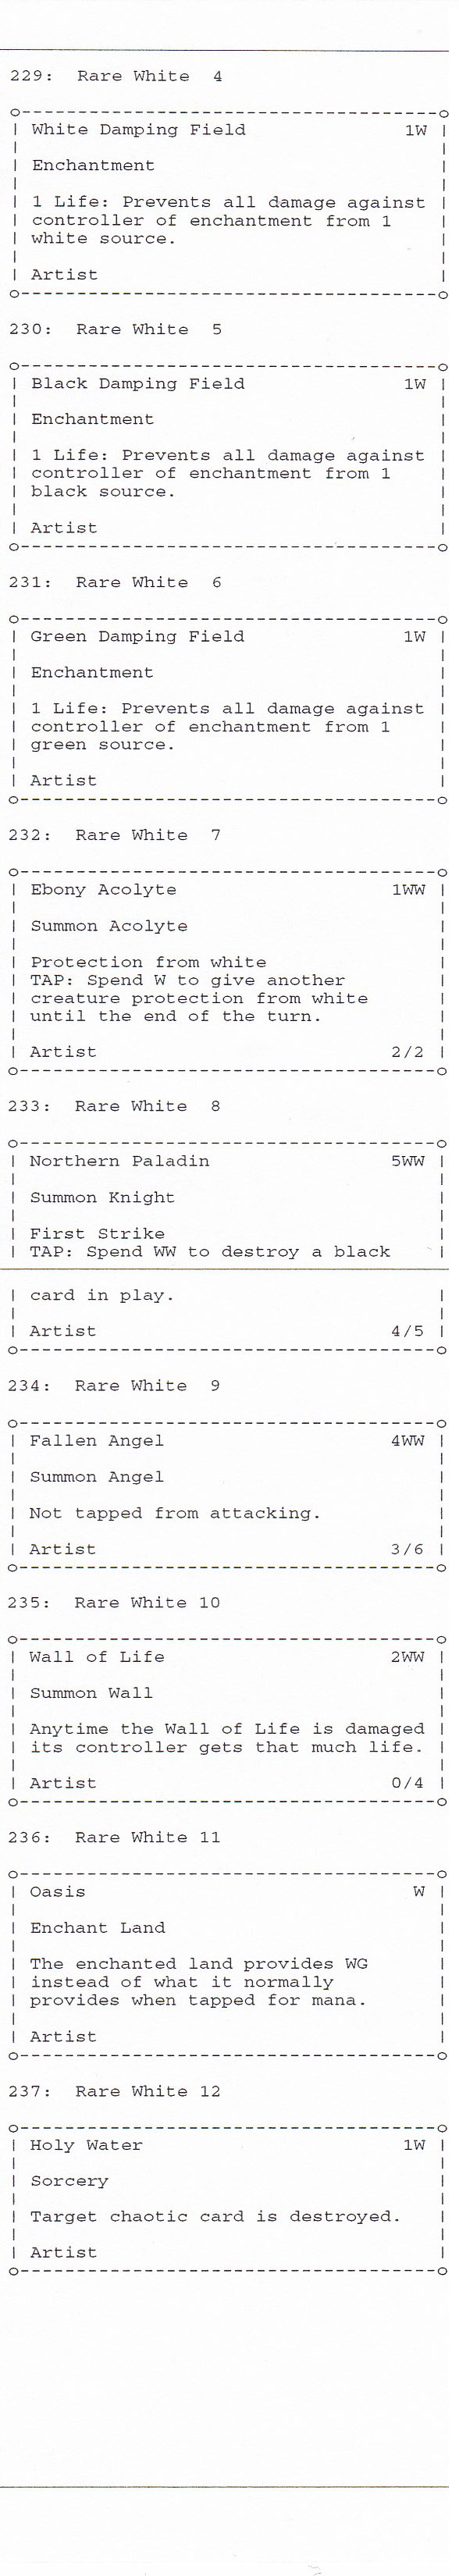 229:  Rare White  4
o-------------------------------------o
| White Damping Field              1W |
|                                     |
| Enchantment                         |
|                                     |
| 1 Life: Prevents all damage against |
| controller of enchantment from 1    |
| white source.                       |
|                                     |
| Artist                              |
o-------------------------------------o
230:  Rare White  5
o-------------------------------------o
| Black Damping Field              1W |
|                                     |
| Enchantment                         |
|                                     |
| 1 Life: Prevents all damage against |
| controller of enchantment from 1    |
| black source.                       |
|                                     |
| Artist                              |
o-------------------------------------o
231:  Rare White  6
o-------------------------------------o
| Green Damping Field              1W |
|                                     |
| Enchantment                         |
|                                     |
| 1 Life: Prevents all damage against |
| controller of enchantment from 1    |
| green source.                       |
|                                     |
| Artist                              |
o-------------------------------------o
232:  Rare White  7
o-------------------------------------o
| Ebony Acolyte                   1WW |
|                                     |
| Summon Acolyte                      |
|                                     |
| Protection from white               |
| TAP: Spend W to give another        |
| creature protection from white      |
| until the end of the turn.          |
|                                     |
| Artist                          2/2 |
o-------------------------------------o
233:  Rare White  8
o-------------------------------------o
| Northern Paladin                5WW |
|                                     |
| Summon Knight                       |
|                                     |
| First Strike                        |
| TAP: Spend WW to destroy a black    |
| card in play.                       |
|                                     |
| Artist                          4/5 |
o-------------------------------------o
234:  Rare White  9
o-------------------------------------o
| Fallen Angel                    4WW |
|                                     |
| Summon Angel                        |
|                                     |
| Not tapped from attacking.          |
|                                     |
| Artist                          3/6 |
o-------------------------------------o
235:  Rare White 10
o-------------------------------------o
| Wall of Life                    2WW |
|                                     |
| Summon Wall                         |
|                                     |
| Anytime the Wall of Life is damaged |
| its controller gets that much life. |
|                                     |
| Artist                          0/4 |
o-------------------------------------o
236:  Rare White 11
o-------------------------------------o
| Oasis                             W |
|                                     |
| Enchant Land                        |
|                                     |
| The enchanted land provides WG      |
| instead of what it normally         |
| provides when tapped for mana.      |
|                                     |
| Artist                              |
o-------------------------------------o
237:  Rare White 12
o-------------------------------------o
| Holy Water                       1W |
|                                     |
| Sorcery                             |
|                                     |
| Target chaotic card is destroyed.   |
|                                     |
| Artist                              |
o-------------------------------------o